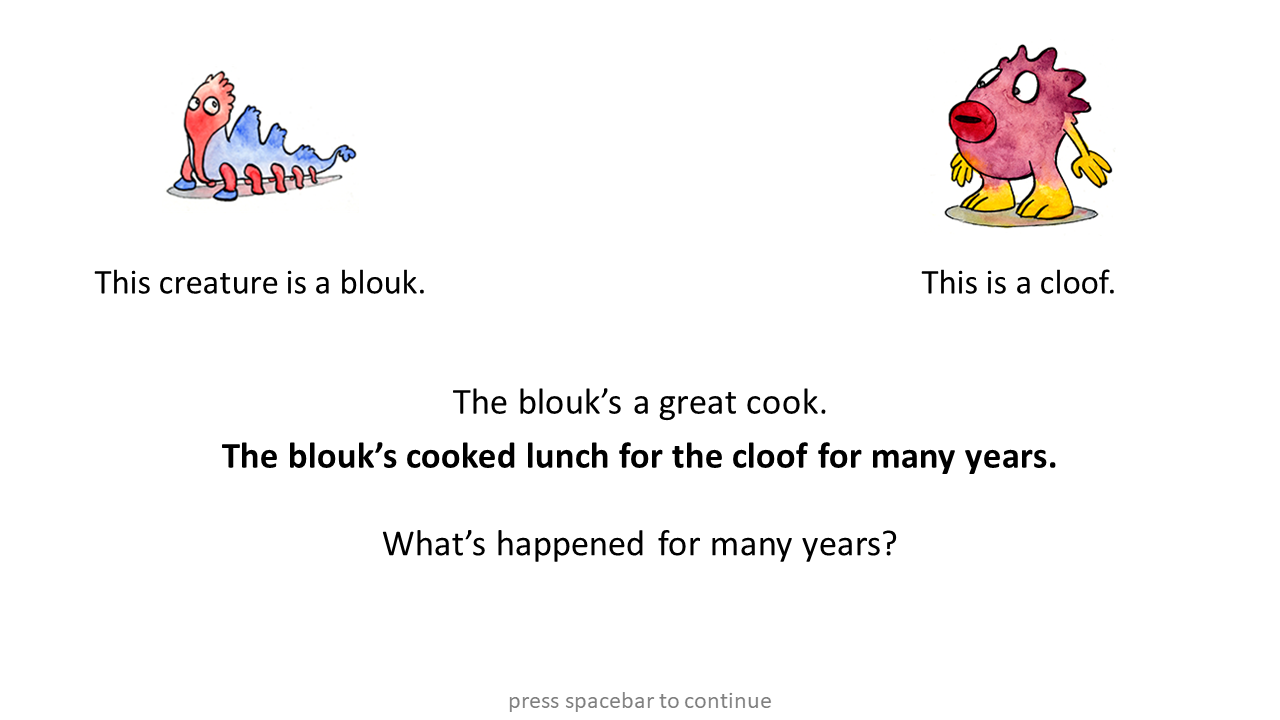 This creature is a blouk.
This is a cloof.
The blouk’s a great cook.
The blouk’s cooked lunch for the cloof for many years.
What’s happened for many years?
press spacebar to continue